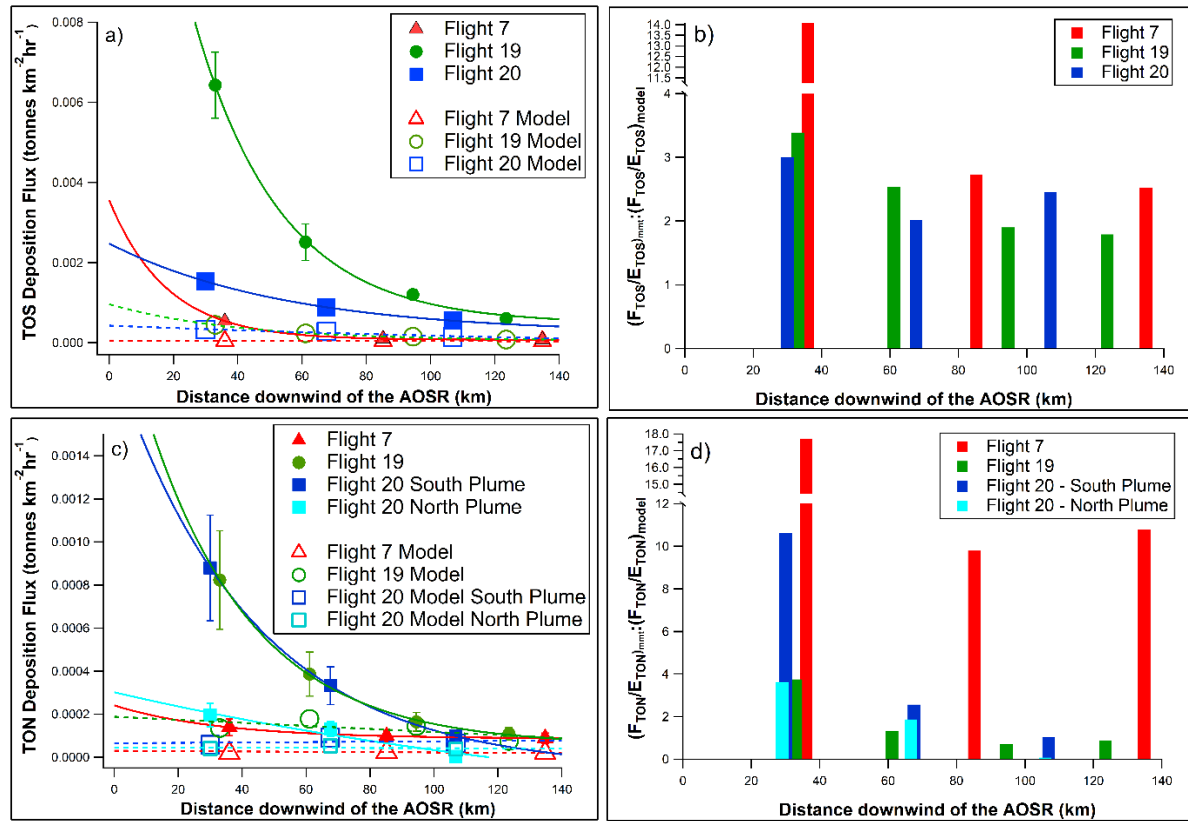 a)
TOS Deposition Flux (tonnes km-2hr-1)
0.008
0.006
0.004
0.002
0.000
Flight 7
Flight 19
Flight 20
Flight 7 Model
Flight 19 Model
Flight 20 Model
0 20 40 60 80 100 120 140
Distance downwind of the AOSR (km)
b)
(FTOS/ETOS)mmt:(FTOS/ETOS)model
14.0
13.5
13.0
12.5
12.0
11.5
4
3
2
1
0
Flight 7
Flight 19
Flight 20
0 20 40 60 80 100 120 140
Distance downwind of the AOSR (km)
c)
TON Deposition Flux (tonnes km-2hr-1)
0.0014
0.0012
0.0010
0.0008
0.0006
0.0004
0.0002
0.0000
Flight 7
Flight 19
Flight 20 South Plume
Flight 20 North Plume
Flight 7 Model
Flight 19 Model
Flight 20 Model South Plume
Flight 20 Model North Plume
0 20 40 60 80 100 120 140
Distance downwind of the AOSR (km)
d)
(FTON/ETON)mmt:(FTON/ETON)model
18.0
17.0
16.0
15.0
12
10
8
6
4
2
0
Flight 7
Flight 19
Flight 20 - South Plume
Flight 20 - North Plume
0 20 40 60 80 100 120 140
Distance downwind of the AOSR (km)